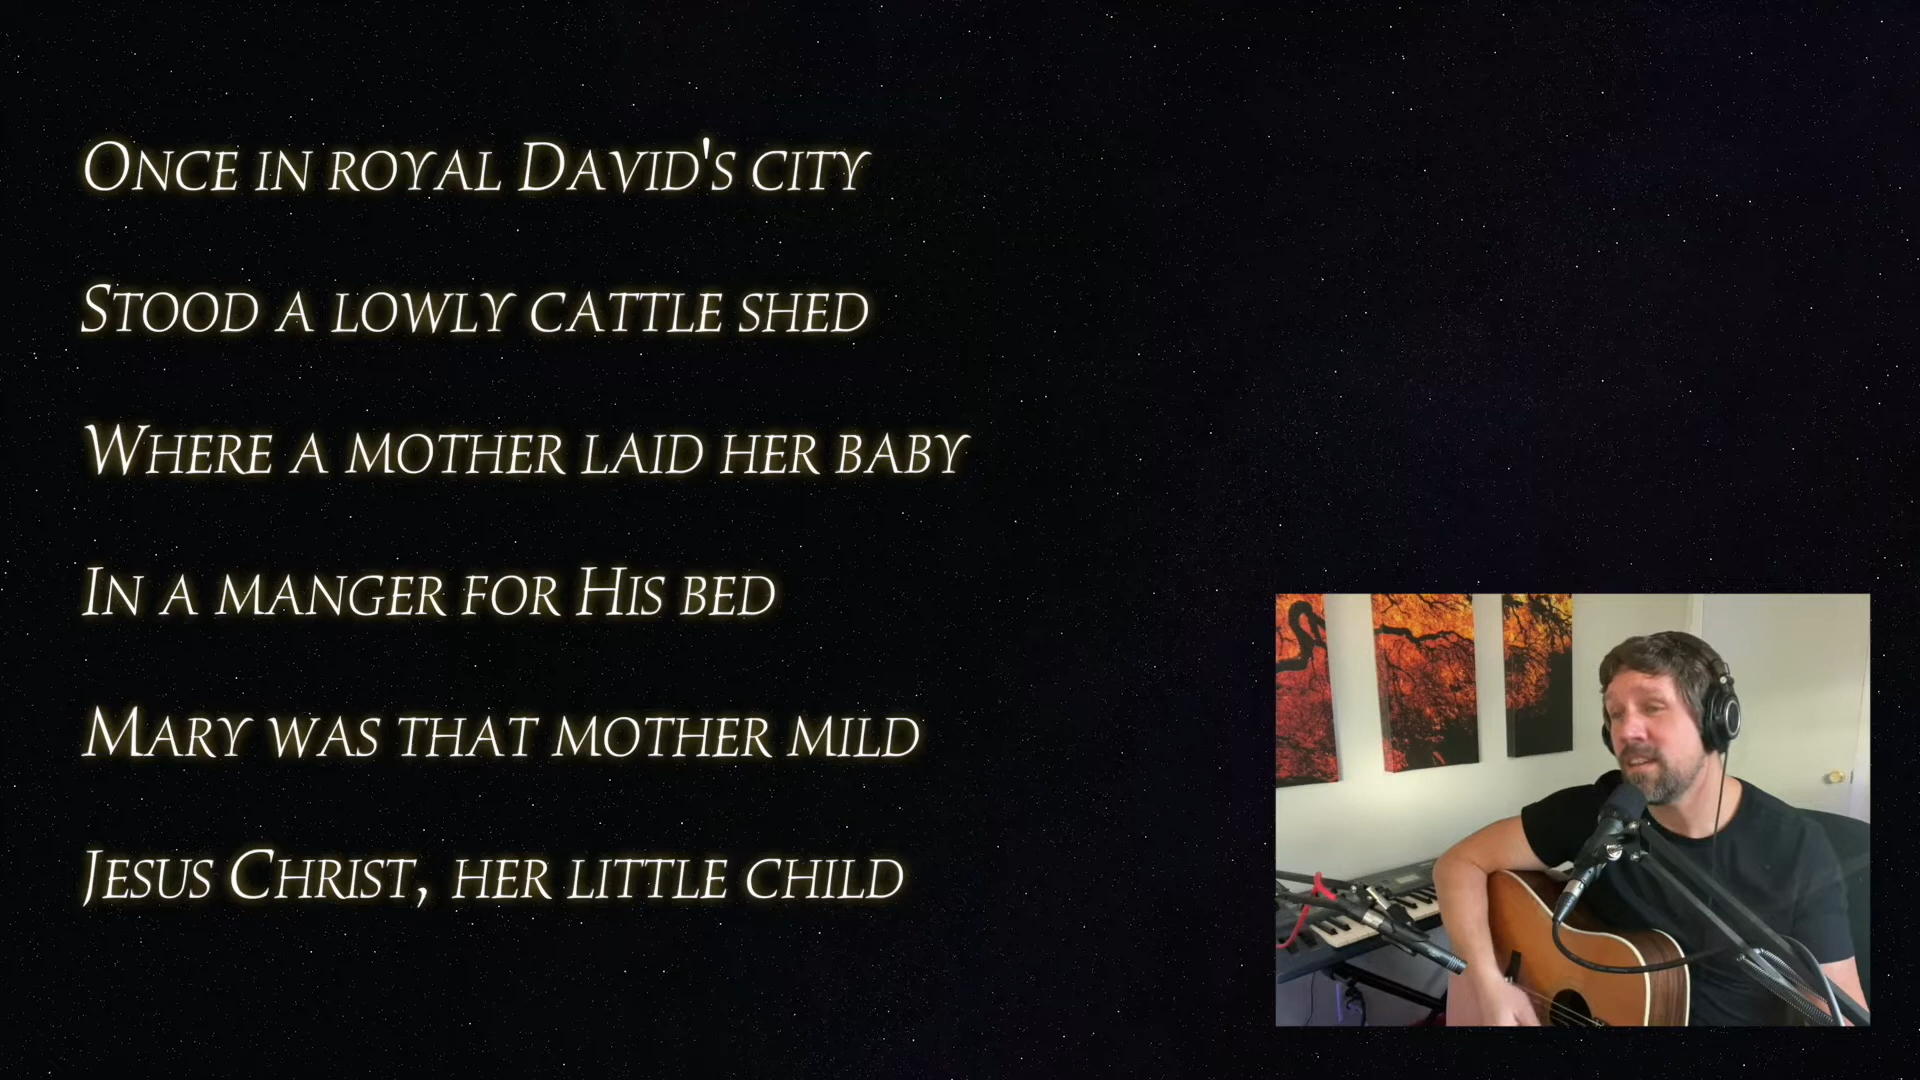 Once in royal David's city
Stood a lowly cattle shed
Where a mother laid her baby
In a manger for His bed
Mary was that mother mild
Jesus Christ, her little child